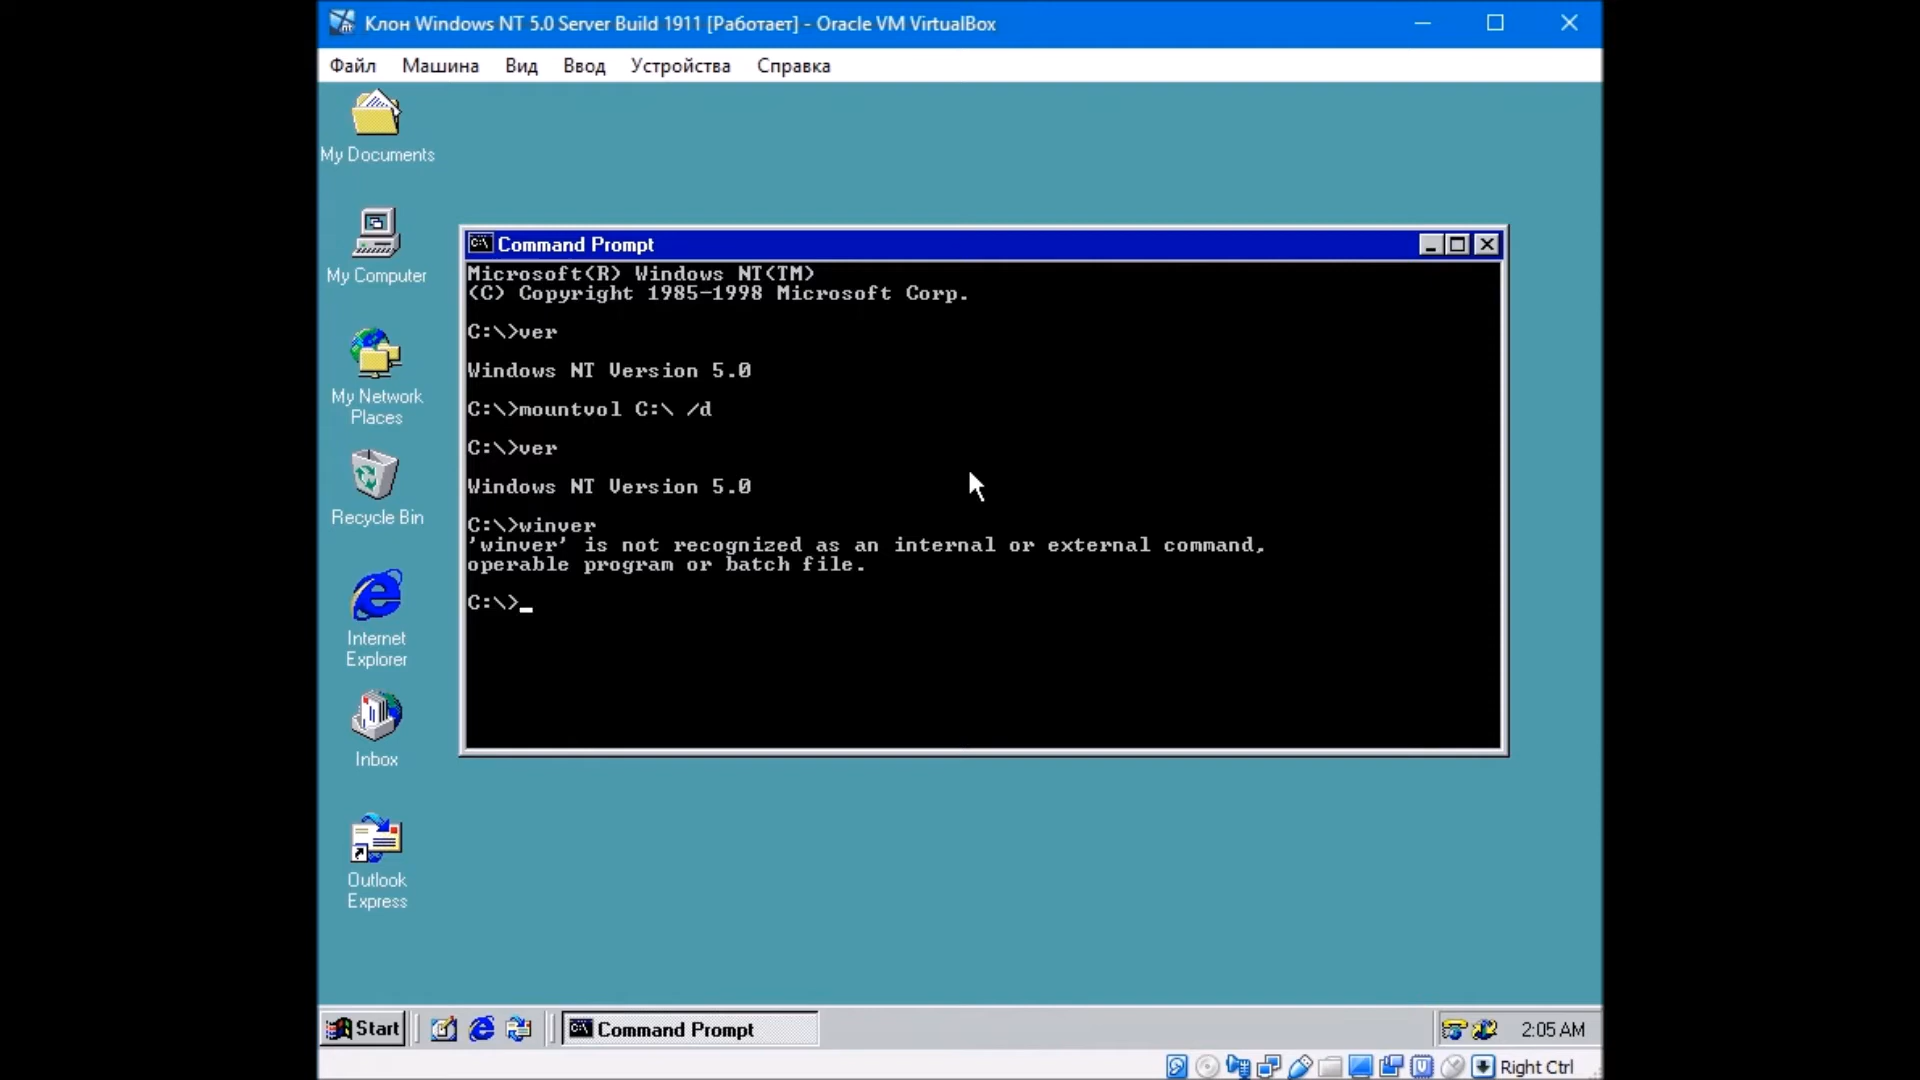 Клон Windows NT 5.0 Server Build 1911 [Работает] - Oracle VM VirtualBox
Файл Машина Вид Ввод Устройства Справка
My Documents
My Computer
My Network
Places
Recycle Bin
Internet
Explorer
Inbox
Outlook
Express
Command Prompt
Microsoft(R) Windows NT(TM)
(C) Copyright 1985-1998 Microsoft Corp.
C:\>ver
Windows NT Version 5.0
C:\>mountvol C:\ /d
C:\>ver
Windows NT Version 5.0
C:\>winver
'winver' is not recognized as an internal or external command,
operable program or batch file.
C:\>_
Start Command Prompt 2:05 AM
Right Ctrl